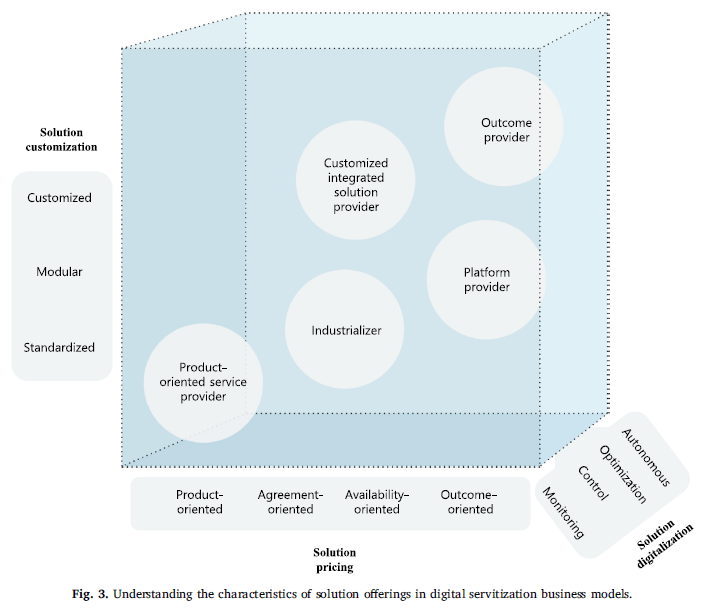 Solution
customization
Customized
Modular
Standardized
Outcome
provider
Customized
integrated
solution
provider
Platform
provider
Industrializer
Product–
oriented service
provider
Product–
oriented
Agreement–
oriented
Availability–
oriented
Outcome–
oriented
Solution
pricing
Monitoring
Control
Optimization
Autonomous
Solution
digitalization
Fig. 3. Understanding the characteristics of solution offerings in digital servitization business models.